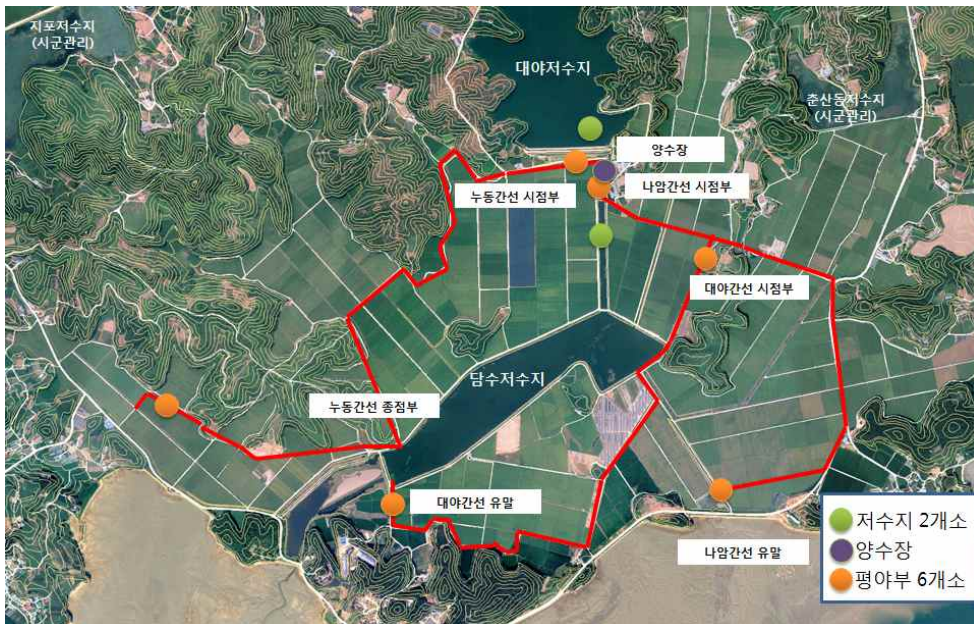 지포저수지
(시군관리)
대야저수지
춘산동저수지
(시군관리)
양수장
누동간선 시점부
나암간선 시점부
대야간선 시점부
담수저수지
누동간선 종점부
대야간선 유말
나암간선 유말
저수지 2개소
양수장
평야부 6개소